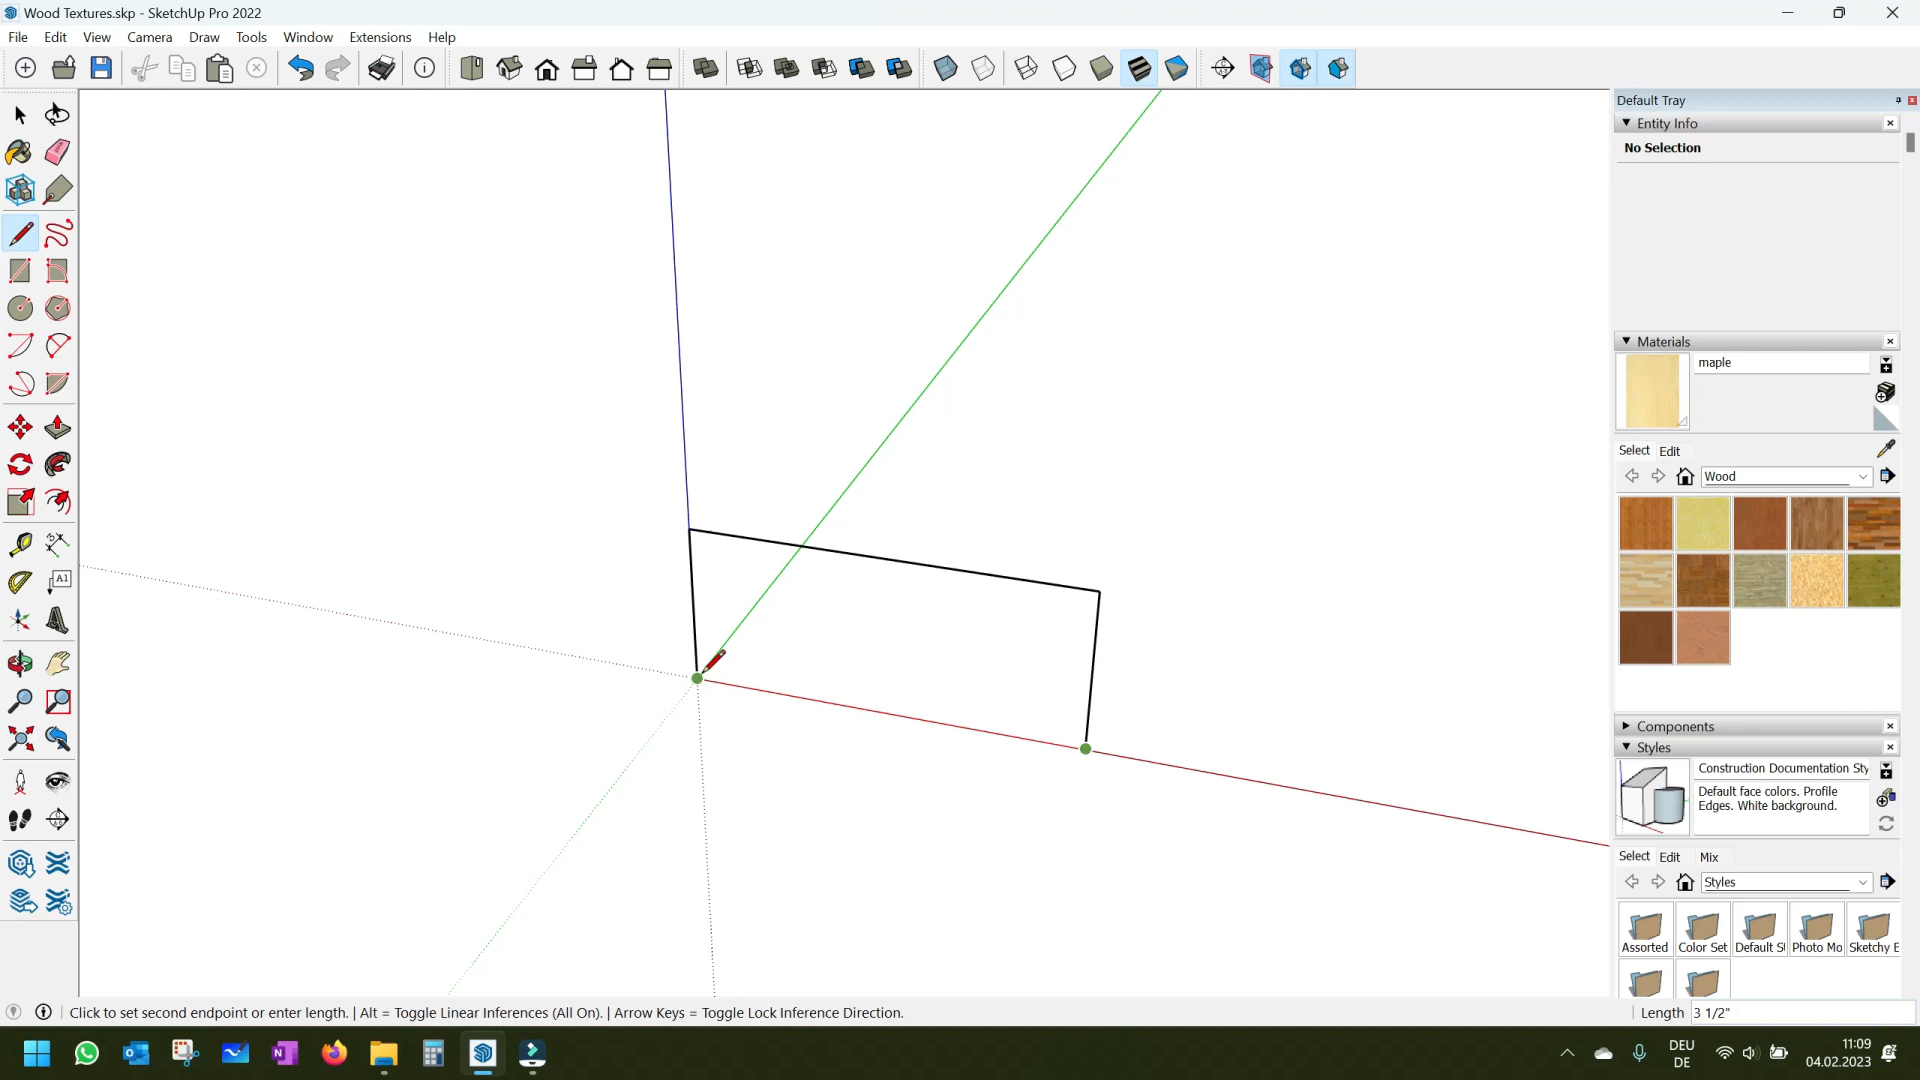 Wood Textures.skp - SketchUp Pro 2022
File Edit View Camera Draw Tools Window Extensions Help
Default Tray
Entity Info
No Selection
Materials
maple
Select Edit
Wood
Components
Styles
Construction Documentation Sty
Default face colors. Profile
Edges. White background.
Select Edit Mix
Styles
Assorted Color Set Default S Photo Mo Sketchy E
Click to set second endpoint or enter length. | Alt = Toggle Linear Inferences (All On). | Arrow Keys = Toggle Lock Inference Direction.
Length 3 1/2"
DEU
DE
11:09
04.02.2023